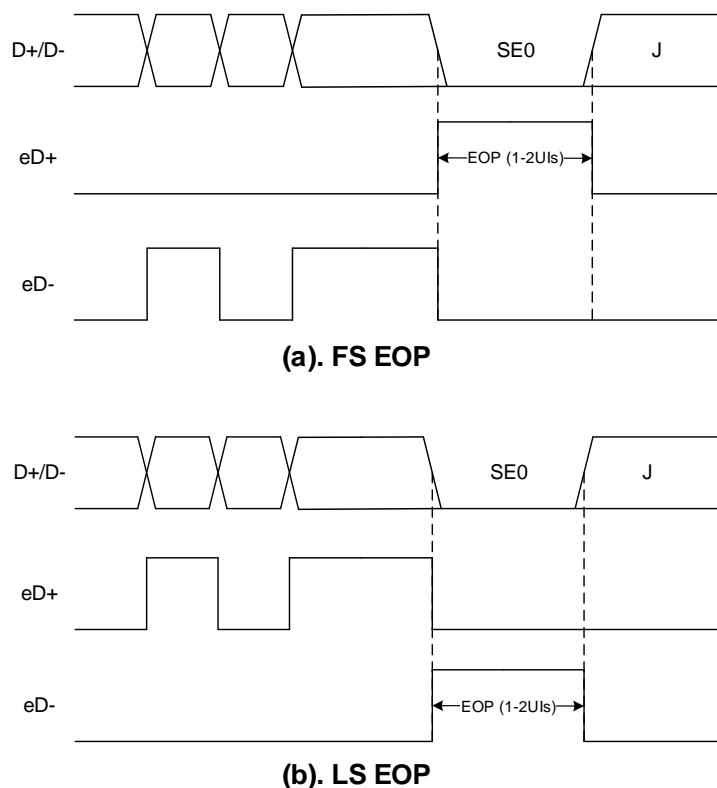 D+/D-
SE0
J
eD+
EOP (1-2UIs)
eD-
(a). FS EOP
D+/D-
SE0
J
eD+
eD-
EOP (1-2UIs)
(b). LS EOP